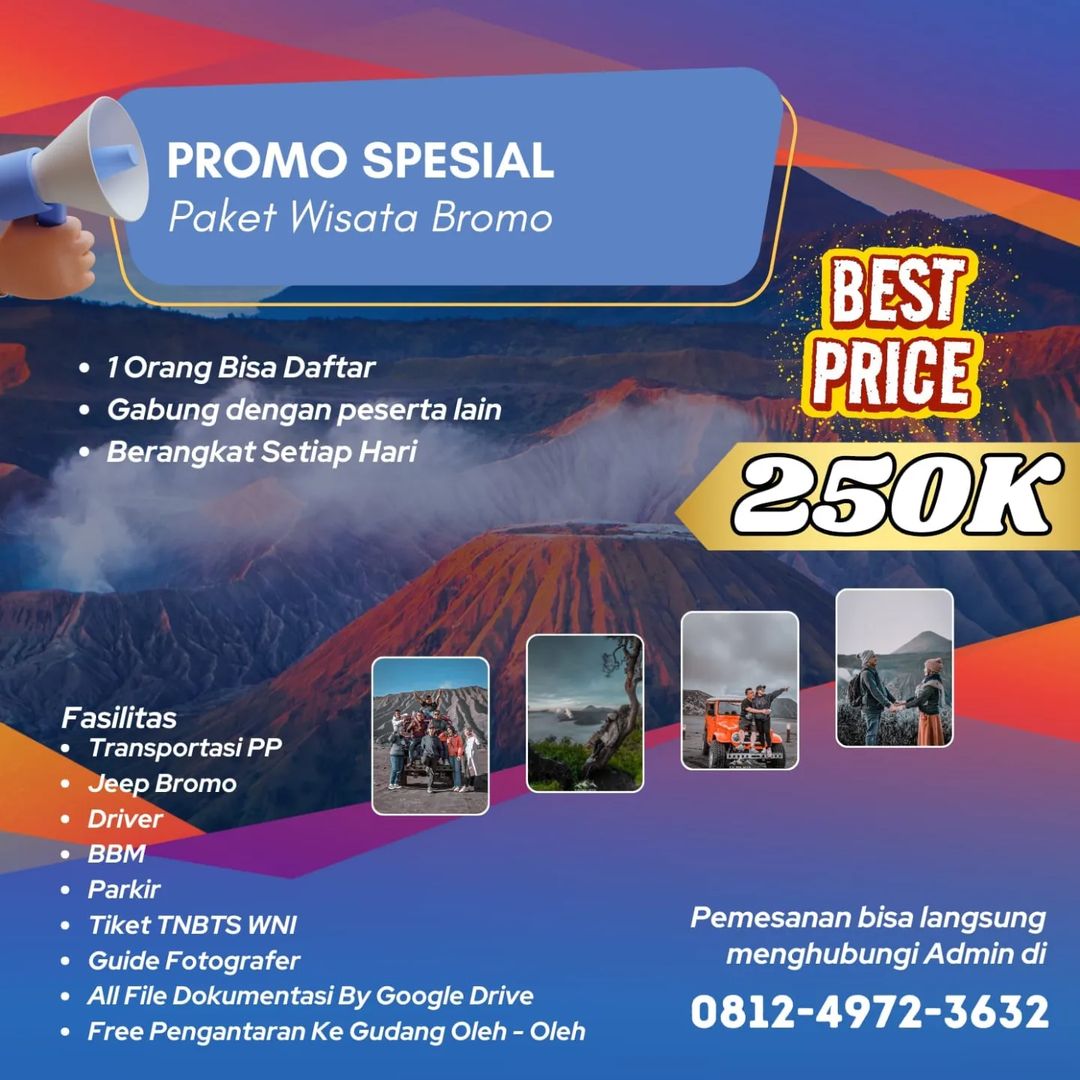 PROMO SPESIAL
Paket Wisata Bromo
BEST
PRICE
250K
• 1 Orang Bisa Daftar
• Gabung dengan peserta lain
• Berangkat Setiap Hari
Fasilitas
• Transportasi PP
• Jeep Bromo
• Driver
• BBM
• Parkir
• Tiket TNBTS WNI
• Guide Fotografer
• All File Dokumentasi By Google Drive
• Free Pengantaran Ke Gudang Oleh - Oleh
Pemesanan bisa langsung
menghubungi Admin di
0812-4972-3632